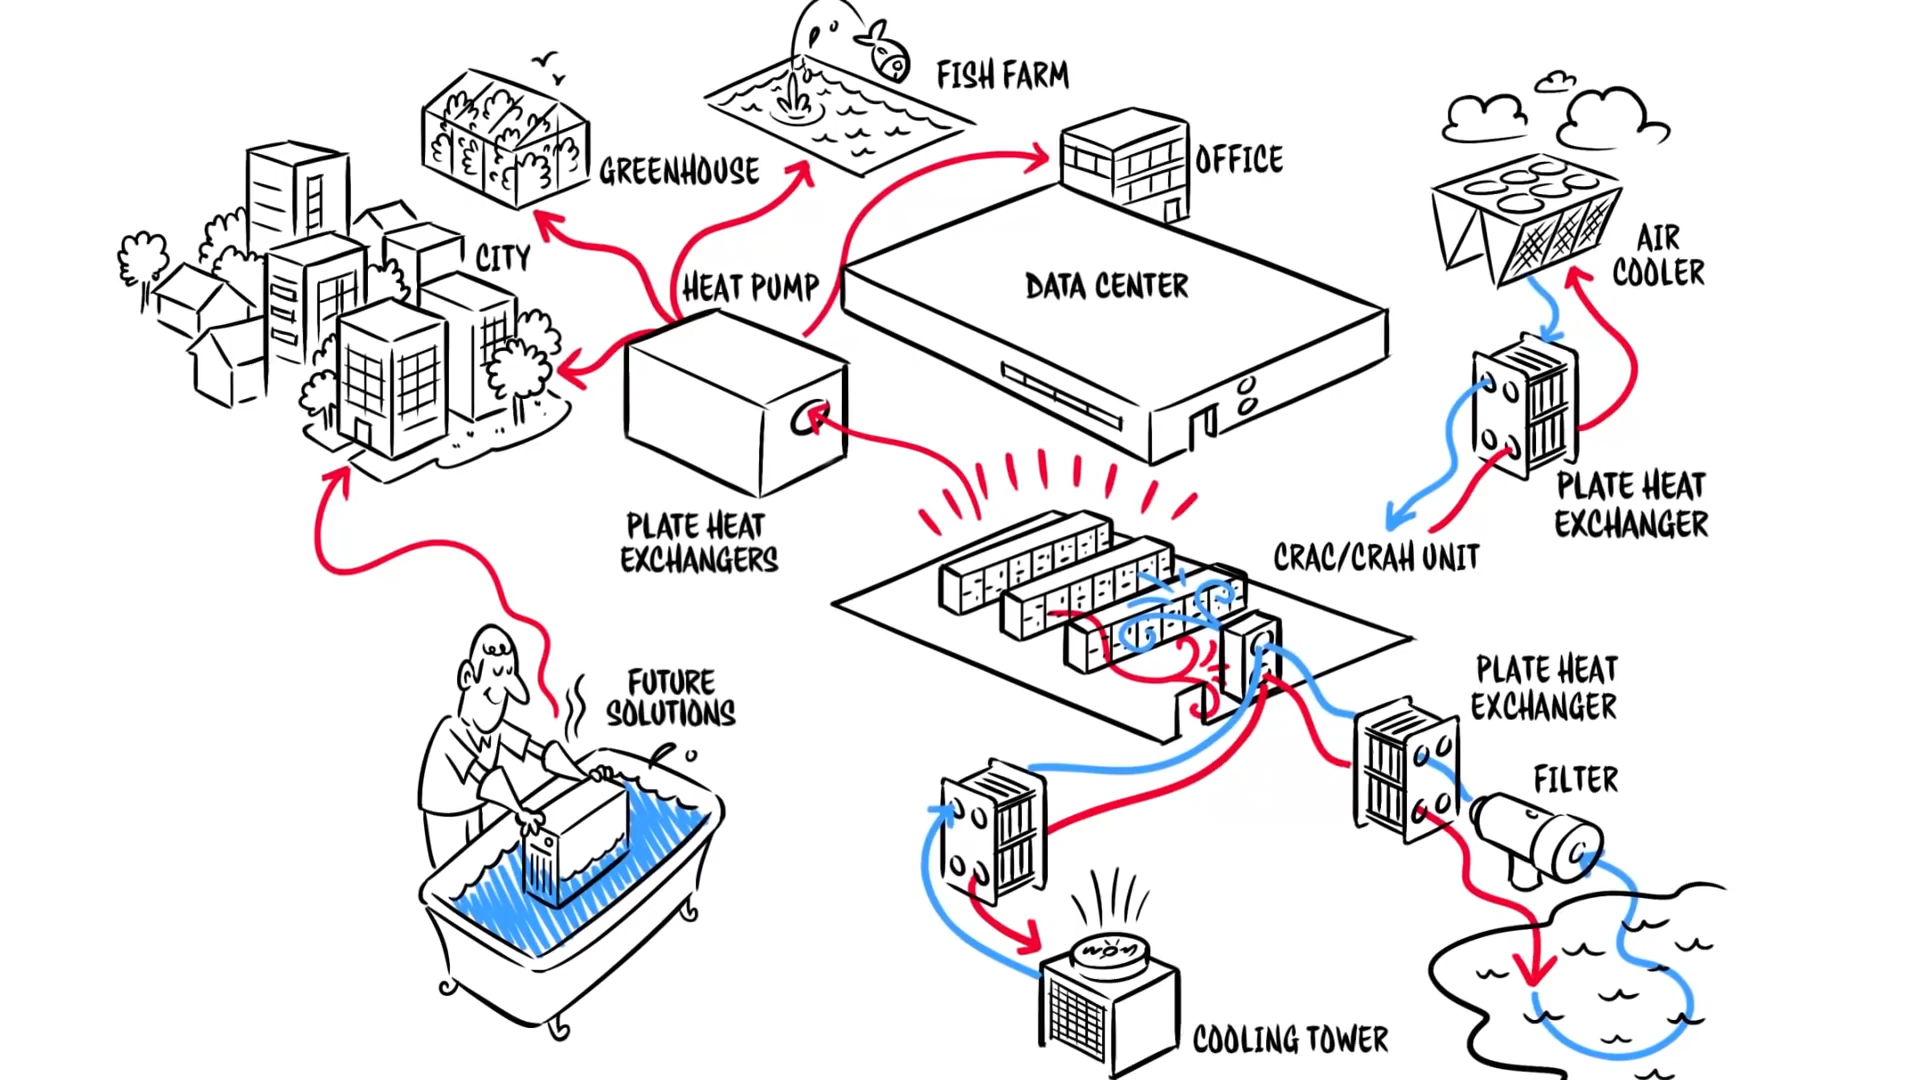 FISH FARM
GREENHOUSE
OFFICE
CITY
HEAT PUMP
DATA CENTER
AIR
COOLER
PLATE HEAT
EXCHANGERS
PLATE HEAT
EXCHANGER
CRAC/CRAH UNIT
FUTURE
SOLUTIONS
PLATE HEAT
EXCHANGER
FILTER
COOLING TOWER